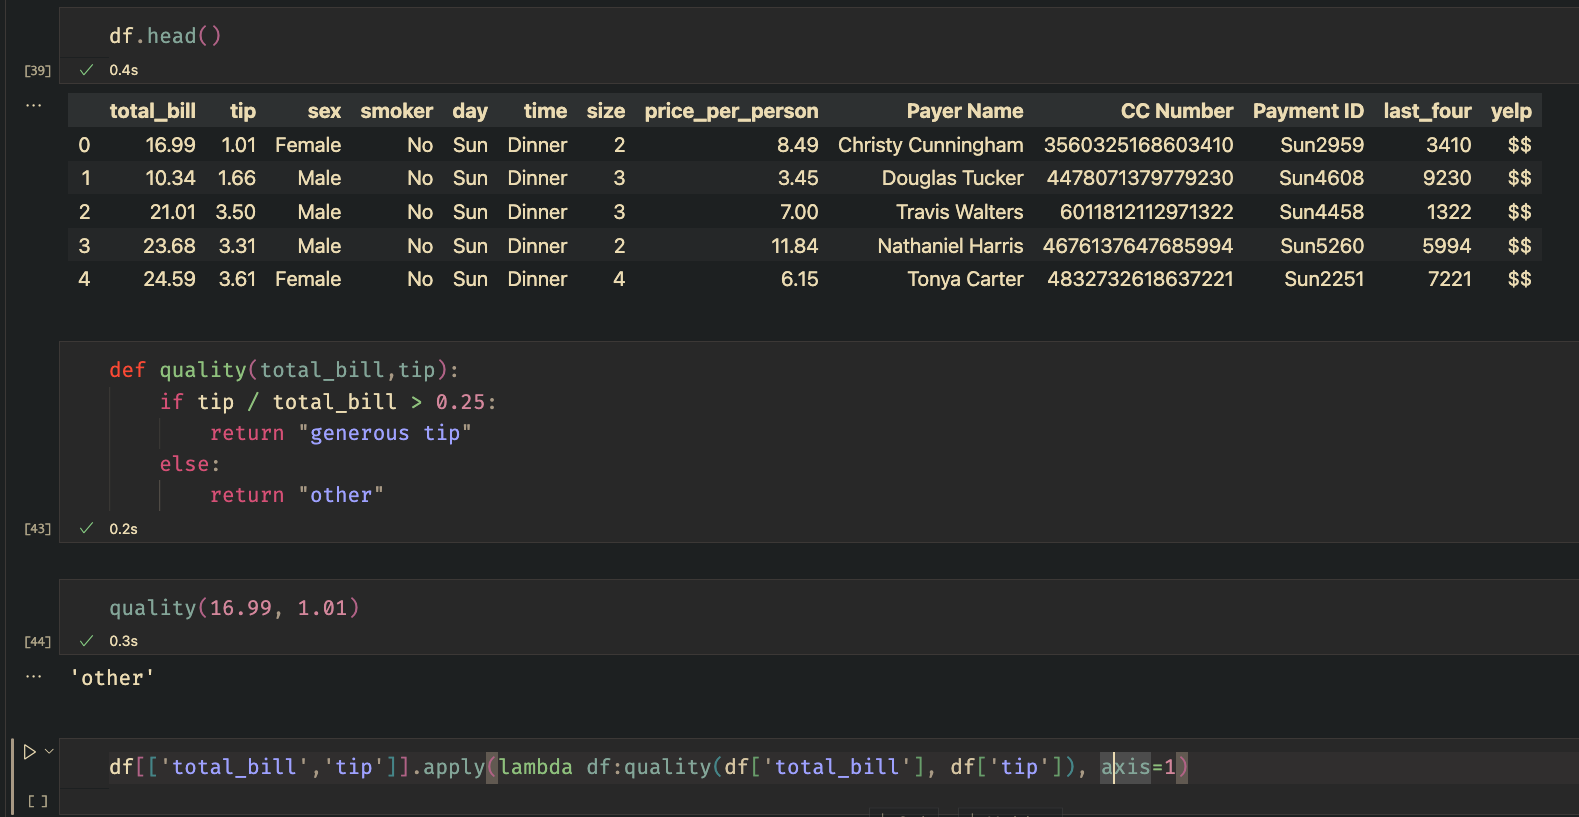 df.head()
[39] ✓ 0.4s
...
total_bill tip sex smoker day time size price_per_person Payer Name CC Number Payment ID last_four yelp
0 16.99 1.01 Female No Sun Dinner 2 8.49 Christy Cunningham 3560325168603410 Sun2959 3410 $$
1 10.34 1.66 Male No Sun Dinner 3 3.45 Douglas Tucker 4478071379779230 Sun4608 9230 $$
2 21.01 3.50 Male No Sun Dinner 3 7.00 Travis Walters 6011812112971322 Sun4458 1322 $$
3 23.68 3.31 Male No Sun Dinner 2 11.84 Nathaniel Harris 4676137647685994 Sun5260 5994 $$
4 24.59 3.61 Female No Sun Dinner 4 6.15 Tonya Carter 4832732618637221 Sun2251 7221 $$
def quality(total_bill,tip):
    if tip / total_bill > 0.25:
        return "generous tip"
    else:
        return "other"
[43] ✓ 0.2s
quality(16.99, 1.01)
[44] ✓ 0.3s
... 'other'
df[['total_bill','tip']].apply(lambda df:quality(df['total_bill'], df['tip']), axis=1)
[ ]